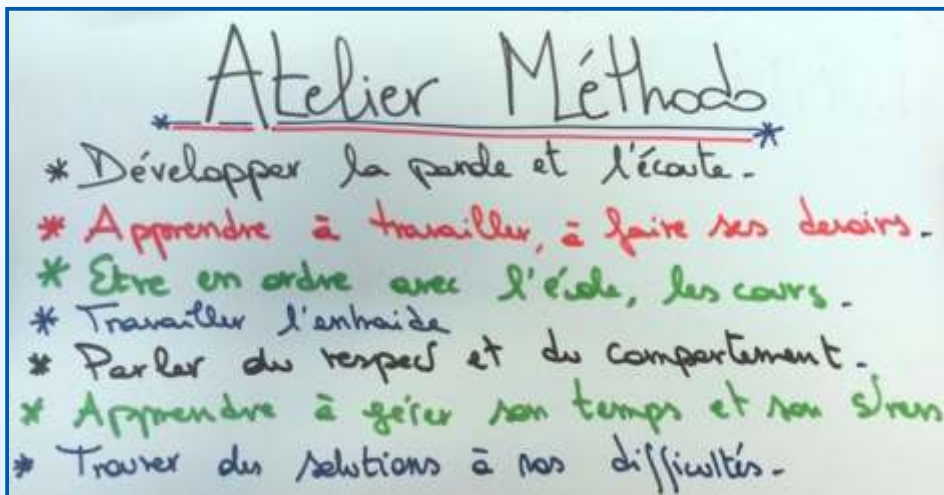 Atelier Méthodo
* Développer la parole et l'écoute.
* Apprendre à travailler, à faire ses devoirs.
* Etre en ordre avec l'école, les cours.
* Travailler l'entraide
* Parler du respect et du comportement.
* Apprendre à gérer son temps et son stress
* Trouver des solutions à nos difficultés.